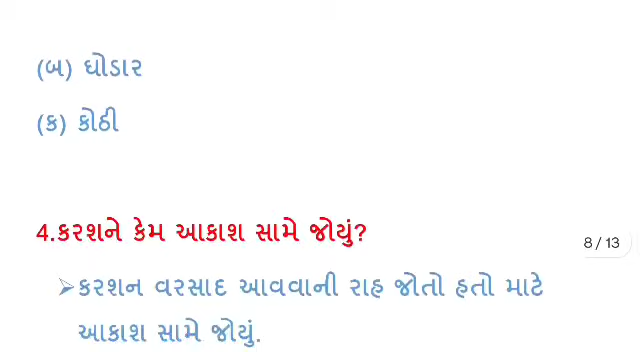 (બ) ઘોડાર
(ક) કોઠી
4.કરશને કેમ આકાશ સામે જોયું?
8 / 13
➢કરશન વરસાદ આવવાની રાહ જોતો હતો માટે
આકાશ સામે જોયું.